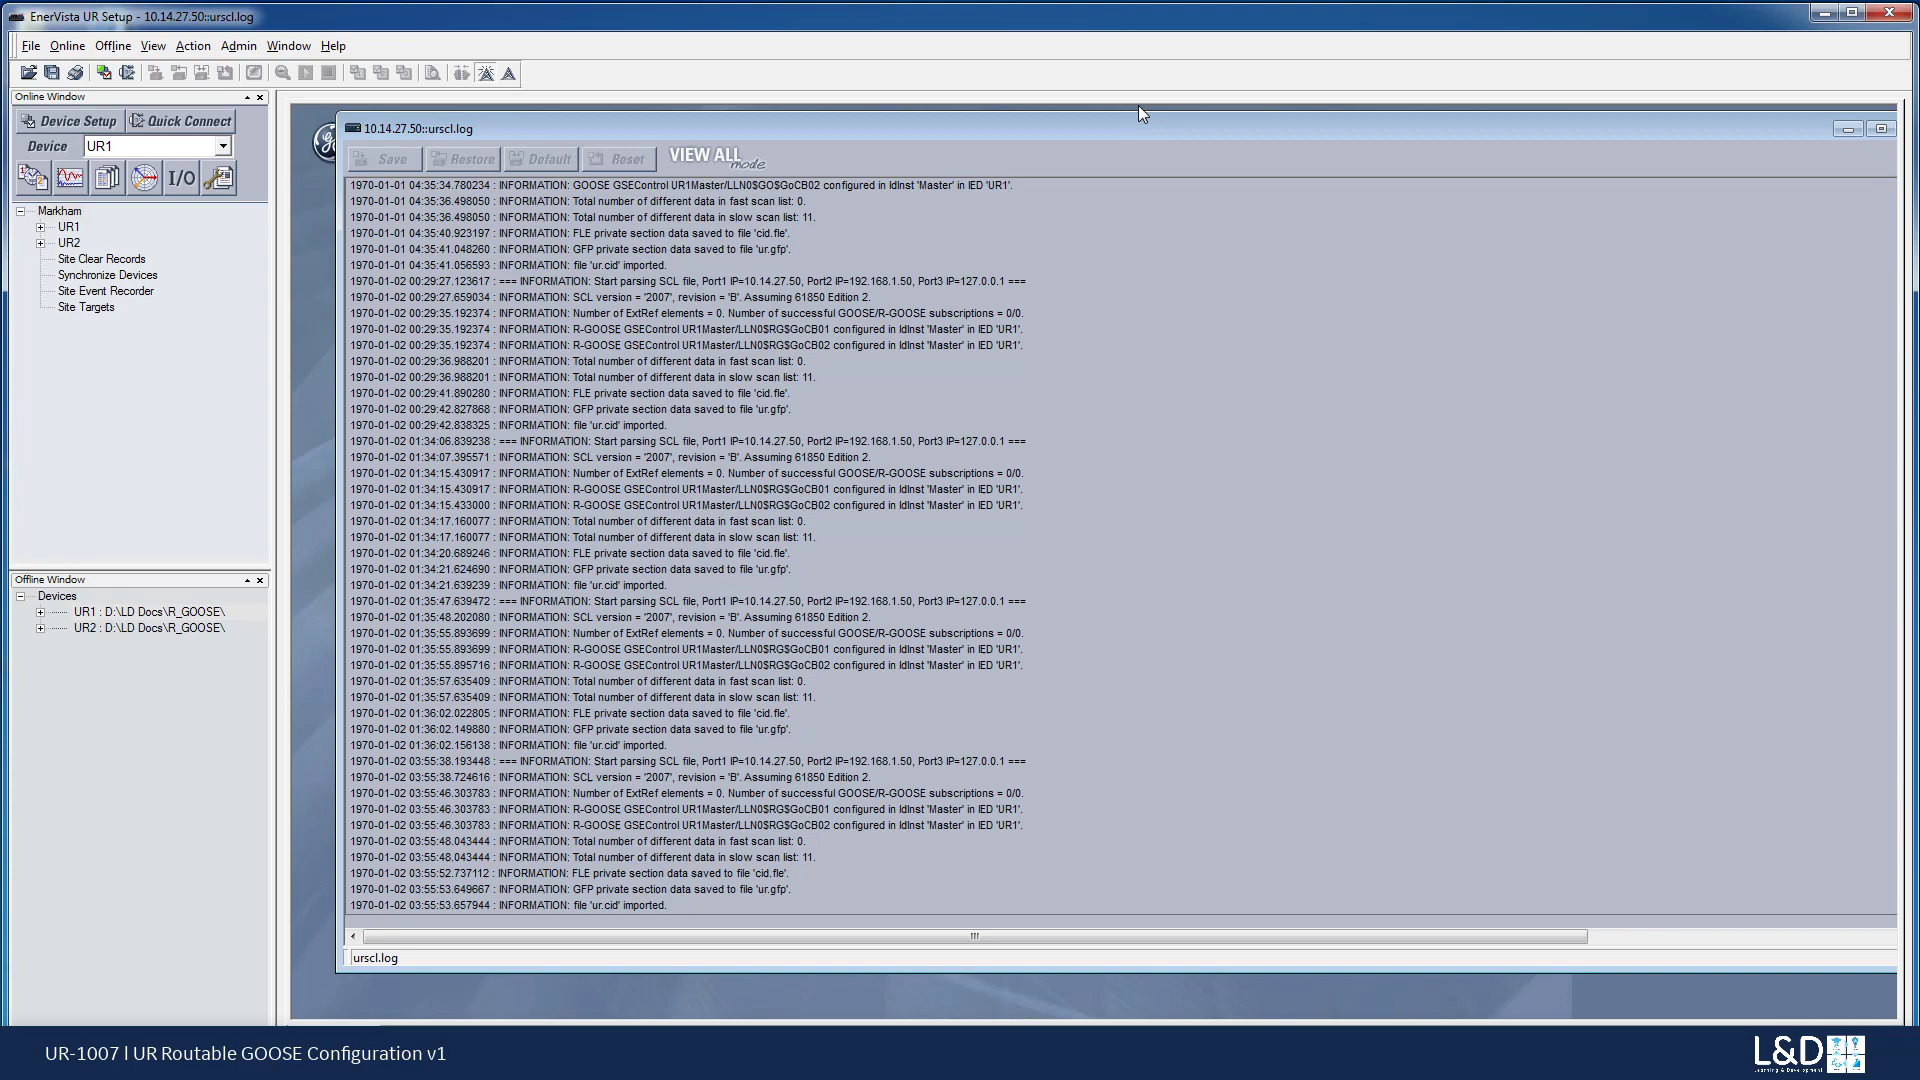 EnerVista UR Setup - 10.14.27.50::urscl.log
File Online Offline View Action Admin Window Help
Online Window
Device Setup Quick Connect
Device UR1
I/O
Markham
UR1
UR2
Site Clear Records
Synchronize Devices
Site Event Recorder
Site Targets
Offline Window
Devices
UR1 : D:\LD Docs\R_GOOSE\
UR2 : D:\LD Docs\R_GOOSE\
10.14.27.50::urscl.log
Save Restore Default Reset VIEW ALL mode
1970-01-01 04:35:34.780234 : INFORMATION: GOOSE GSEControl UR1Master/LLN0$GO$GoCB02 configured in ldInst 'Master' in IED 'UR1'.
1970-01-01 04:35:36.498050 : INFORMATION: Total number of different data in fast scan list: 0.
1970-01-01 04:35:36.498050 : INFORMATION: Total number of different data in slow scan list: 11.
1970-01-01 04:35:40.923197 : INFORMATION: FLE private section data saved to file 'cid.fle'.
1970-01-01 04:35:41.048260 : INFORMATION: GFP private section data saved to file 'ur.gfp'.
1970-01-01 04:35:41.056593 : INFORMATION: file 'ur.cid' imported.
1970-01-02 00:29:27.123617 : === INFORMATION: Start parsing SCL file, Port1 IP=10.14.27.50, Port2 IP=192.168.1.50, Port3 IP=127.0.0.1 ===
1970-01-02 00:29:27.659034 : INFORMATION: SCL version = '2007', revision = 'B'. Assuming 61850 Edition 2.
1970-01-02 00:29:35.192374 : INFORMATION: Number of ExtRef elements = 0. Number of successful GOOSE/R-GOOSE subscriptions = 0/0.
1970-01-02 00:29:35.192374 : INFORMATION: R-GOOSE GSEControl UR1Master/LLN0$RG$GoCB01 configured in ldInst 'Master' in IED 'UR1'.
1970-01-02 00:29:35.192374 : INFORMATION: R-GOOSE GSEControl UR1Master/LLN0$RG$GoCB02 configured in ldInst 'Master' in IED 'UR1'.
1970-01-02 00:29:36.988201 : INFORMATION: Total number of different data in fast scan list: 0.
1970-01-02 00:29:36.988201 : INFORMATION: Total number of different data in slow scan list: 11.
1970-01-02 00:29:41.890280 : INFORMATION: FLE private section data saved to file 'cid.fle'.
1970-01-02 00:29:42.827868 : INFORMATION: GFP private section data saved to file 'ur.gfp'.
1970-01-02 00:29:42.838325 : INFORMATION: file 'ur.cid' imported.
1970-01-02 01:34:06.839238 : === INFORMATION: Start parsing SCL file, Port1 IP=10.14.27.50, Port2 IP=192.168.1.50, Port3 IP=127.0.0.1 ===
1970-01-02 01:34:07.395571 : INFORMATION: SCL version = '2007', revision = 'B'. Assuming 61850 Edition 2.
1970-01-02 01:34:15.430917 : INFORMATION: Number of ExtRef elements = 0. Number of successful GOOSE/R-GOOSE subscriptions = 0/0.
1970-01-02 01:34:15.430917 : INFORMATION: R-GOOSE GSEControl UR1Master/LLN0$RG$GoCB01 configured in ldInst 'Master' in IED 'UR1'.
1970-01-02 01:34:15.433000 : INFORMATION: R-GOOSE GSEControl UR1Master/LLN0$RG$GoCB02 configured in ldInst 'Master' in IED 'UR1'.
1970-01-02 01:34:17.160077 : INFORMATION: Total number of different data in fast scan list: 0.
1970-01-02 01:34:17.160077 : INFORMATION: Total number of different data in slow scan list: 11.
1970-01-02 01:34:20.689246 : INFORMATION: FLE private section data saved to file 'cid.fle'.
1970-01-02 01:34:21.624690 : INFORMATION: GFP private section data saved to file 'ur.gfp'.
1970-01-02 01:34:21.639239 : INFORMATION: file 'ur.cid' imported.
1970-01-02 01:35:47.639472 : === INFORMATION: Start parsing SCL file, Port1 IP=10.14.27.50, Port2 IP=192.168.1.50, Port3 IP=127.0.0.1 ===
1970-01-02 01:35:48.202080 : INFORMATION: SCL version = '2007', revision = 'B'. Assuming 61850 Edition 2.
1970-01-02 01:35:55.893699 : INFORMATION: Number of ExtRef elements = 0. Number of successful GOOSE/R-GOOSE subscriptions = 0/0.
1970-01-02 01:35:55.893699 : INFORMATION: R-GOOSE GSEControl UR1Master/LLN0$RG$GoCB01 configured in ldInst 'Master' in IED 'UR1'.
1970-01-02 01:35:55.895716 : INFORMATION: R-GOOSE GSEControl UR1Master/LLN0$RG$GoCB02 configured in ldInst 'Master' in IED 'UR1'.
1970-01-02 01:35:57.635409 : INFORMATION: Total number of different data in fast scan list: 0.
1970-01-02 01:35:57.635409 : INFORMATION: Total number of different data in slow scan list: 11.
1970-01-02 01:36:02.022805 : INFORMATION: FLE private section data saved to file 'cid.fle'.
1970-01-02 01:36:02.149880 : INFORMATION: GFP private section data saved to file 'ur.gfp'.
1970-01-02 01:36:02.156138 : INFORMATION: file 'ur.cid' imported.
1970-01-02 03:55:38.193448 : === INFORMATION: Start parsing SCL file, Port1 IP=10.14.27.50, Port2 IP=192.168.1.50, Port3 IP=127.0.0.1 ===
1970-01-02 03:55:38.724616 : INFORMATION: SCL version = '2007', revision = 'B'. Assuming 61850 Edition 2.
1970-01-02 03:55:46.303783 : INFORMATION: Number of ExtRef elements = 0. Number of successful GOOSE/R-GOOSE subscriptions = 0/0.
1970-01-02 03:55:46.303783 : INFORMATION: R-GOOSE GSEControl UR1Master/LLN0$RG$GoCB01 configured in ldInst 'Master' in IED 'UR1'.
1970-01-02 03:55:46.303783 : INFORMATION: R-GOOSE GSEControl UR1Master/LLN0$RG$GoCB02 configured in ldInst 'Master' in IED 'UR1'.
1970-01-02 03:55:48.043444 : INFORMATION: Total number of different data in fast scan list: 0.
1970-01-02 03:55:48.043444 : INFORMATION: Total number of different data in slow scan list: 11.
1970-01-02 03:55:52.737112 : INFORMATION: FLE private section data saved to file 'cid.fle'.
1970-01-02 03:55:53.649667 : INFORMATION: GFP private section data saved to file 'ur.gfp'.
1970-01-02 03:55:53.657944 : INFORMATION: file 'ur.cid' imported.
urscl.log
UR-1007 l UR Routable GOOSE Configuration v1
L&D
Learning & Development